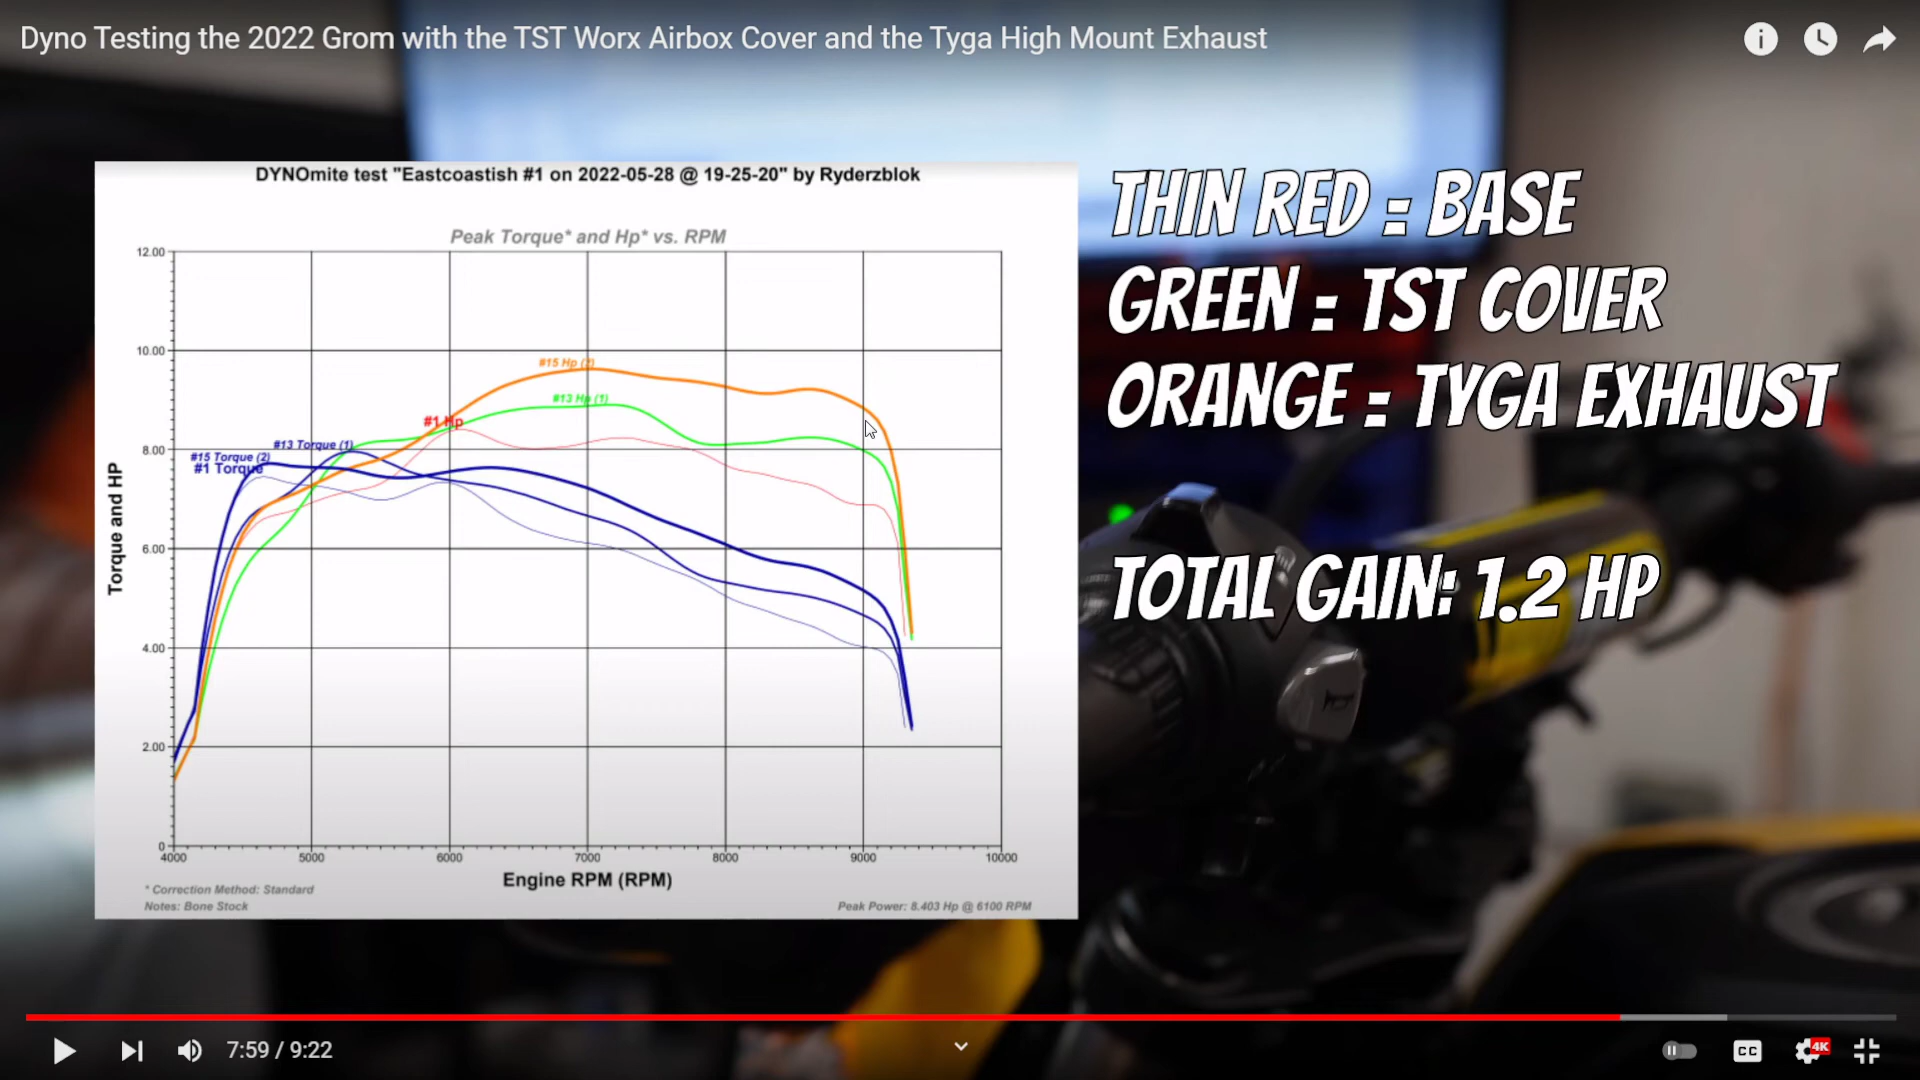 Dyno Testing the 2022 Grom with the TST Worx Airbox Cover and the Tyga High Mount Exhaust
DYNOmite test "Eastcoastish #1 on 2022-05-28 @ 19-25-20" by Ryderzblok
Peak Torque* and Hp* vs. RPM
12.00
10.00
8.00
6.00
4.00
2.00
0
Torque and HP
#15 Hp (2)
#13 Hp (1)
#1 Hp
#13 Torque (1)
#15 Torque (2)
#1 Torque
4000 5000 6000 7000 8000 9000 10000
Engine RPM (RPM)
* Correction Method: Standard
Notes: Bone Stock
Peak Power: 8.403 Hp @ 6100 RPM
THIN RED = BASE
GREEN = TST COVER
ORANGE = TYGA EXHAUST
TOTAL GAIN: 1.2 HP
7:59 / 9:22
CC
4K